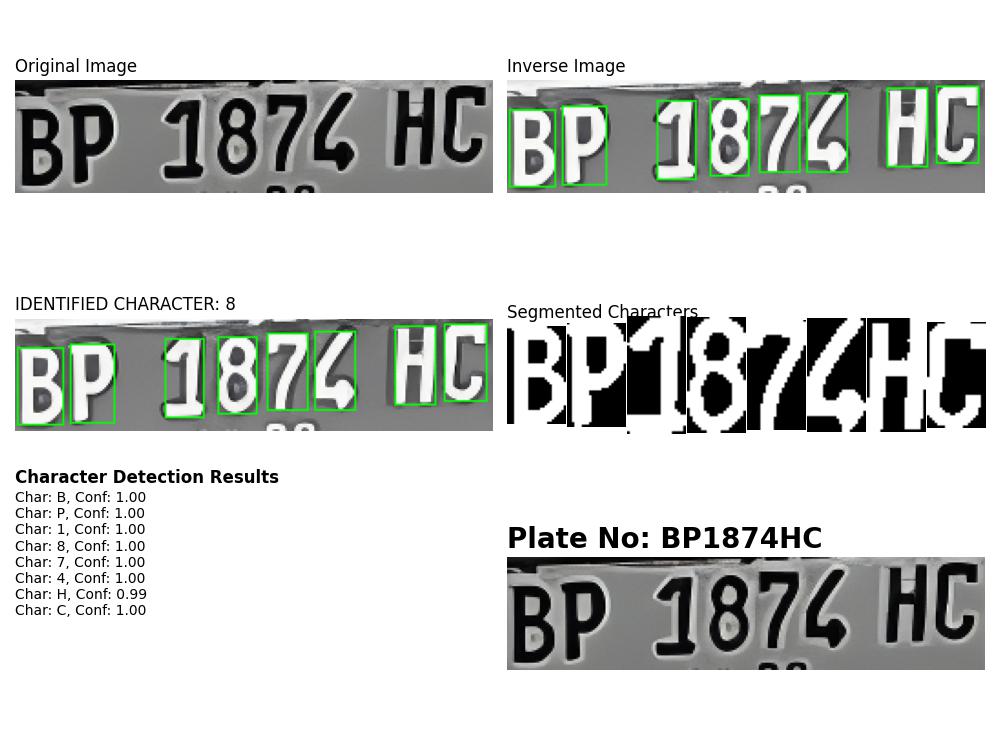 Original Image
BP 1874 HC
Inverse Image
BP 1874 HC
IDENTIFIED CHARACTER: 8
BP 1874 HC
Segmented Characters
BP1874HC
Character Detection Results
Char: B, Conf: 1.00
Char: P, Conf: 1.00
Char: 1, Conf: 1.00
Char: 8, Conf: 1.00
Char: 7, Conf: 1.00
Char: 4, Conf: 1.00
Char: H, Conf: 0.99
Char: C, Conf: 1.00
Plate No: BP1874HC
BP 1874 HC